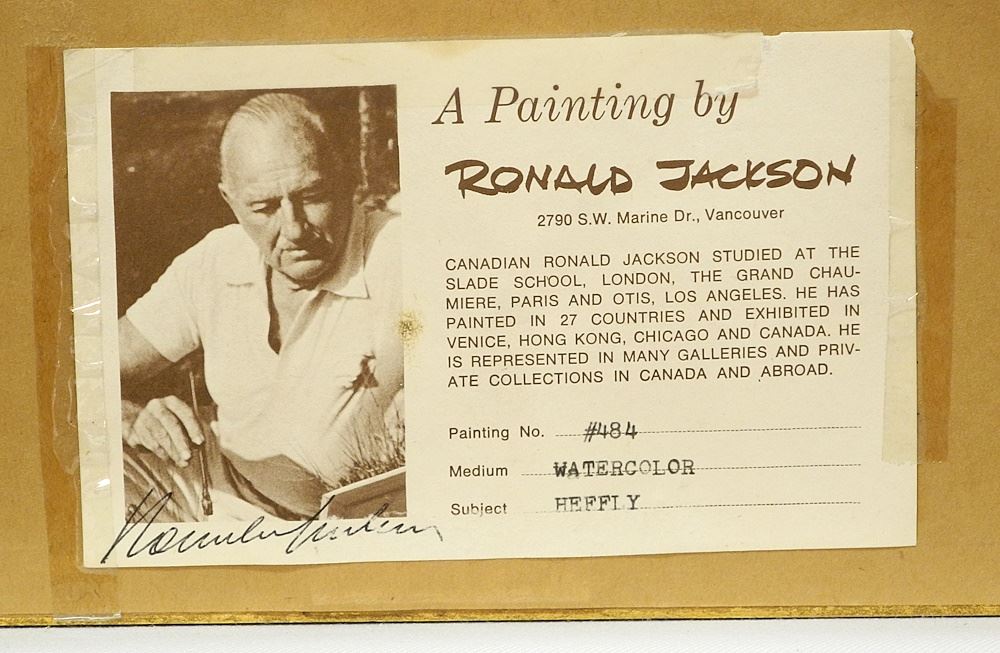 A Painting by
RONALD JACKSON
2790 S.W. Marine Dr., Vancouver
CANADIAN RONALD JACKSON STUDIED AT THE
SLADE SCHOOL, LONDON, THE GRAND CHAU-
MIERE, PARIS AND OTIS, LOS ANGELES. HE HAS
PAINTED IN 27 COUNTRIES AND EXHIBITED IN
VENICE, HONG KONG, CHICAGO AND CANADA. HE
IS REPRESENTED IN MANY GALLERIES AND PRIV-
ATE COLLECTIONS IN CANADA AND ABROAD.
Painting No. #484
Medium WATERCOLOR
Subject HEFFLY